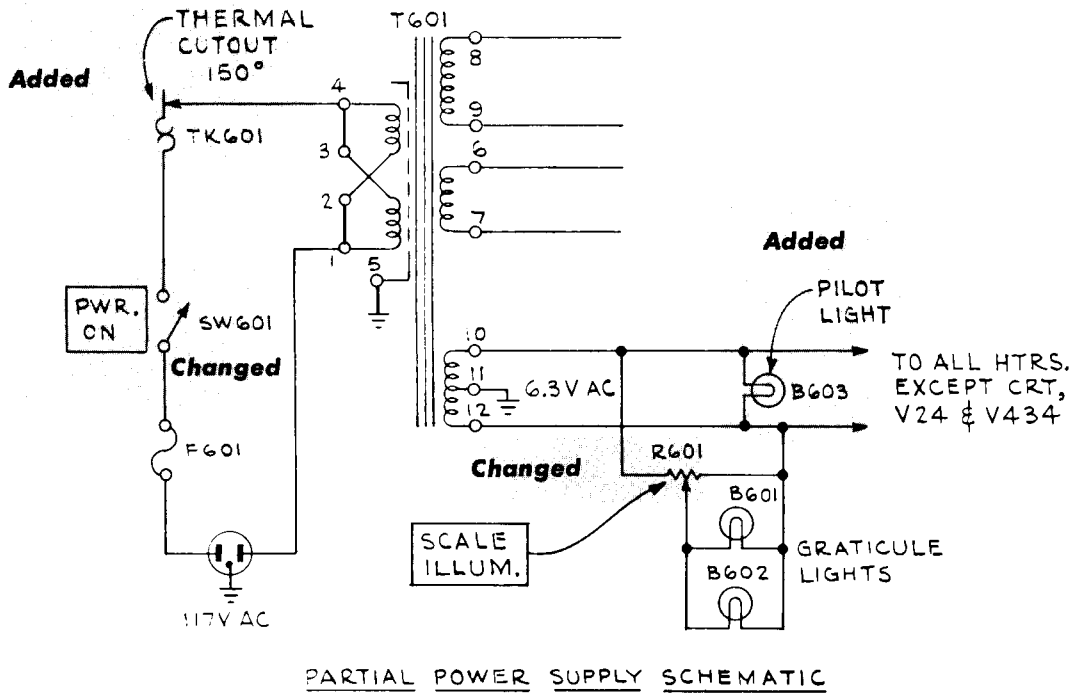 THERMAL
CUTOUT
150°
Added
TK601
T601
4
3
2
1
5
8
9
6
7
10
11
12
6.3V AC
PWR.
ON
SW601
Changed
F601
117V AC
Added
PILOT
LIGHT
B603
TO ALL HTRS.
EXCEPT CRT,
V24 & V434
Changed
R601
SCALE
ILLUM.
B601
B602
GRATICULE
LIGHTS
PARTIAL POWER SUPPLY SCHEMATIC